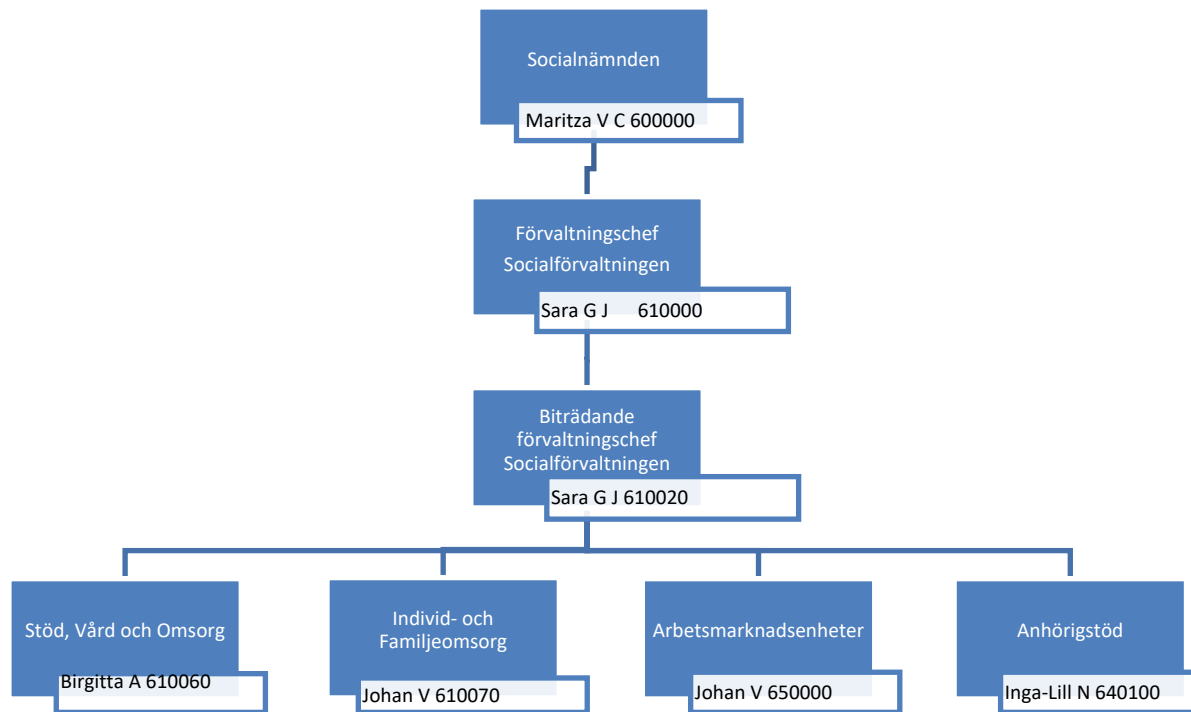 Socialnämnden
Maritza V C 600000
Förvaltningschef
Socialförvaltningen
Sara G J 610000
Biträdande
förvaltningschef
Socialförvaltningen
Sara G J 610020
Stöd, Vård och Omsorg
Birgitta A 610060
Individ- och
Familjeomsorg
Johan V 610070
Arbetsmarknadsenheter
Johan V 650000
Anhörigstöd
Inga-Lill N 640100